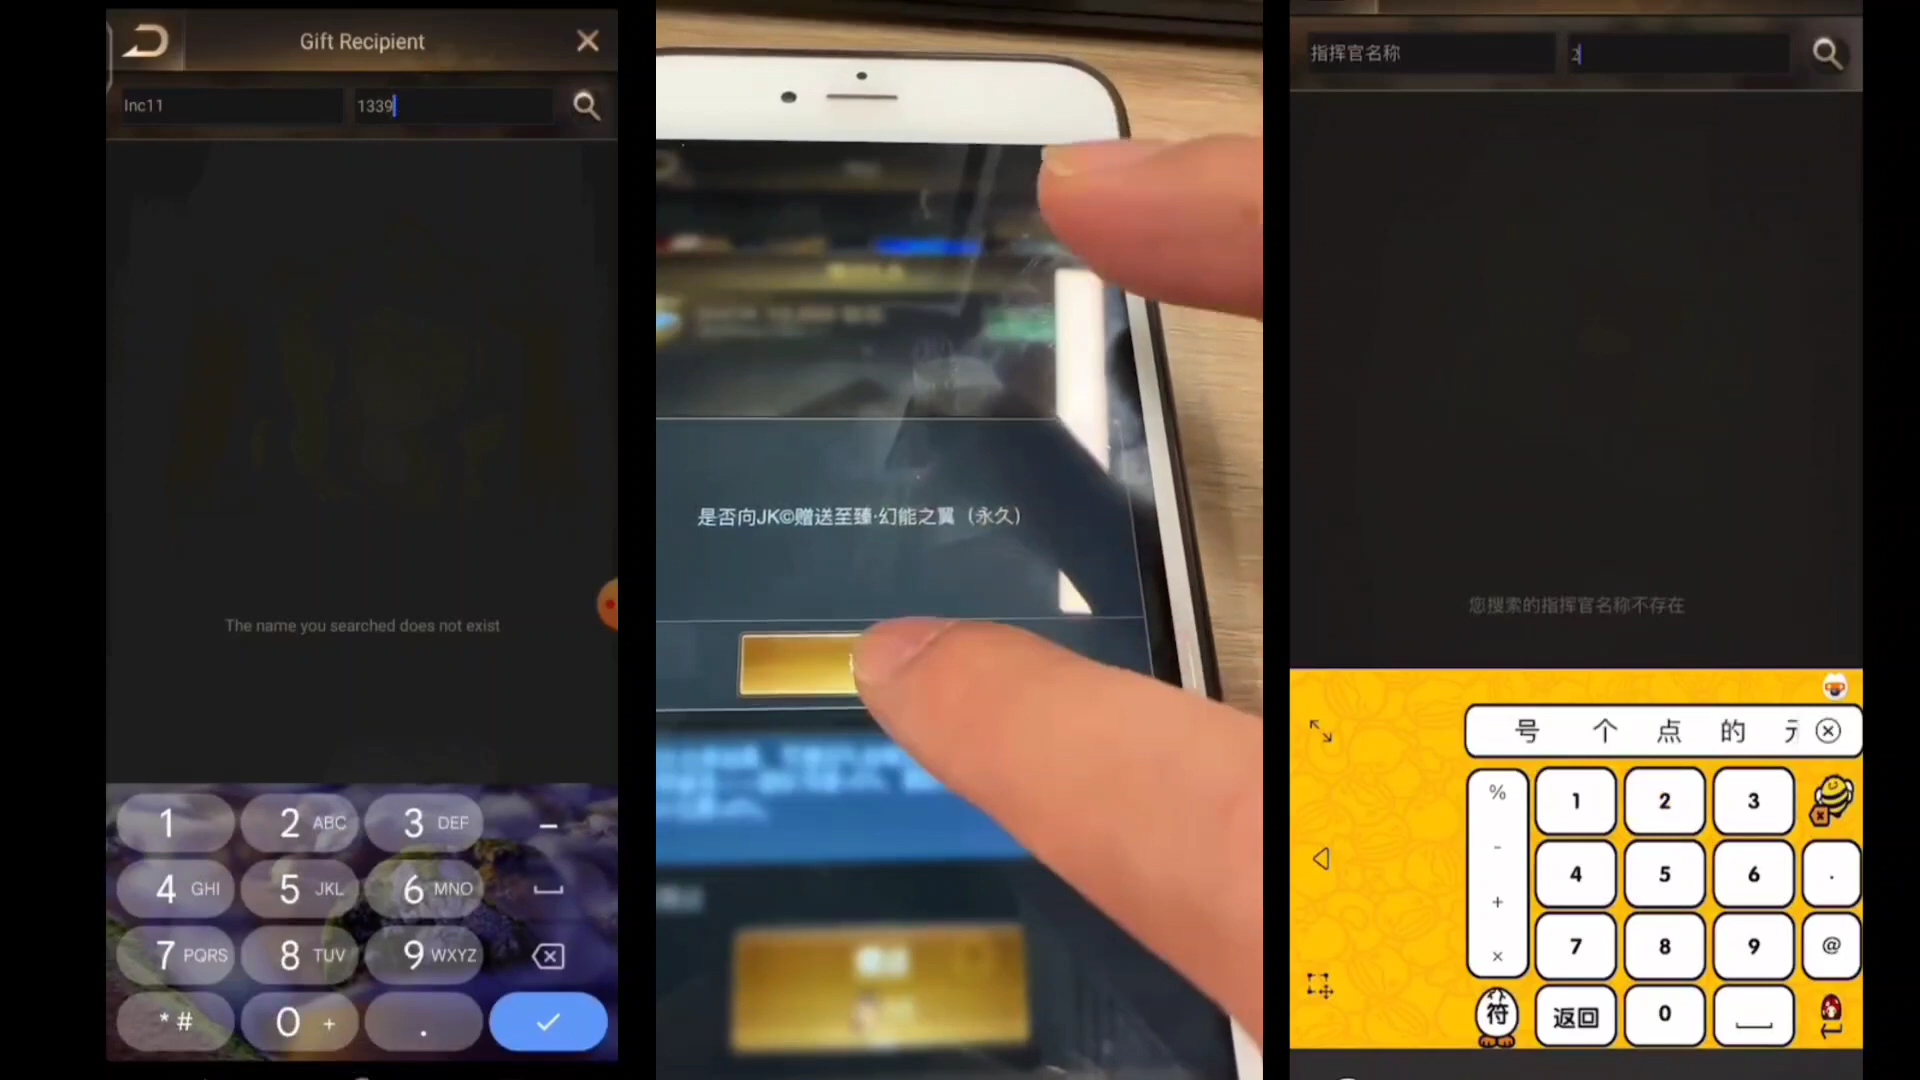 Gift Recipient
Inc11
1339
The name you searched does not exist
1
2 ABC
3 DEF
-
4 GHI
5 JKL
6 MNO
7 PQRS
8 TUV
9 WXYZ
* #
0 +
.
是否向JK©赠送至臻·幻能之翼（永久）
指挥官名称
2
您搜索的指挥官名称不存在
号 个 点 的
%
-
+
×
1 2 3
4 5 6 .
7 8 9 @
符 返回 0